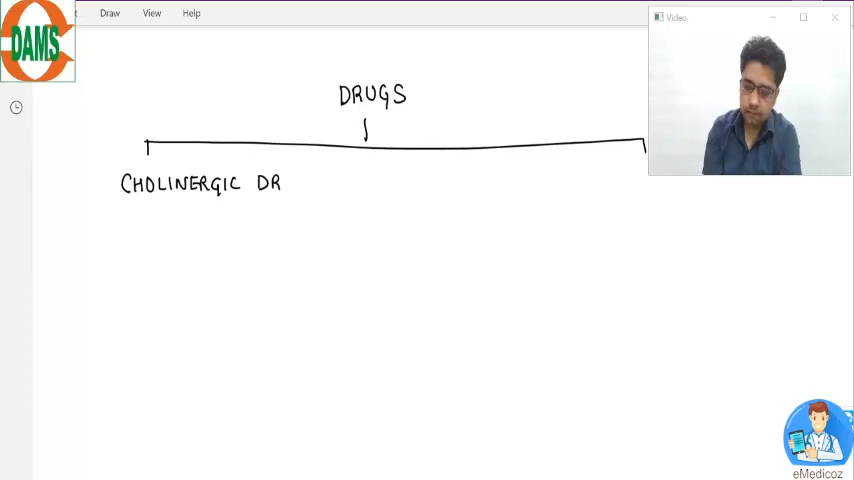 Draw View Help
Video
DAMS
DRUGS
CHOLINERGIC DR
eMedicoz